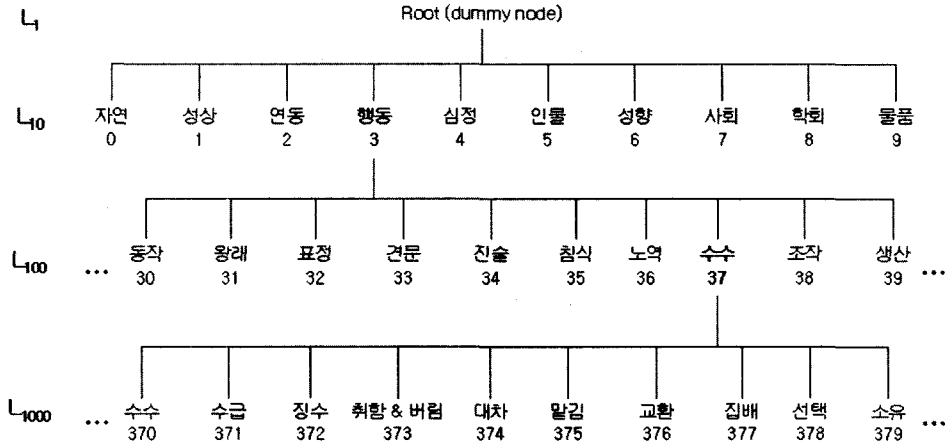 L1 Root (dummy node)
L10 자연 성상 연동 행동 심정 인물 성향 사회 학회 물품
0 1 2 3 4 5 6 7 8 9
L100 ... 동작 왕래 표정 견문 진술 침식 노역 수수 조작 생산 ...
30 31 32 33 34 35 36 37 38 39
L1000 ... 수수 수급 징수 취함 & 버림 대차 맡김 교환 집배 선택 소유 ...
370 371 372 373 374 375 376 377 378 379